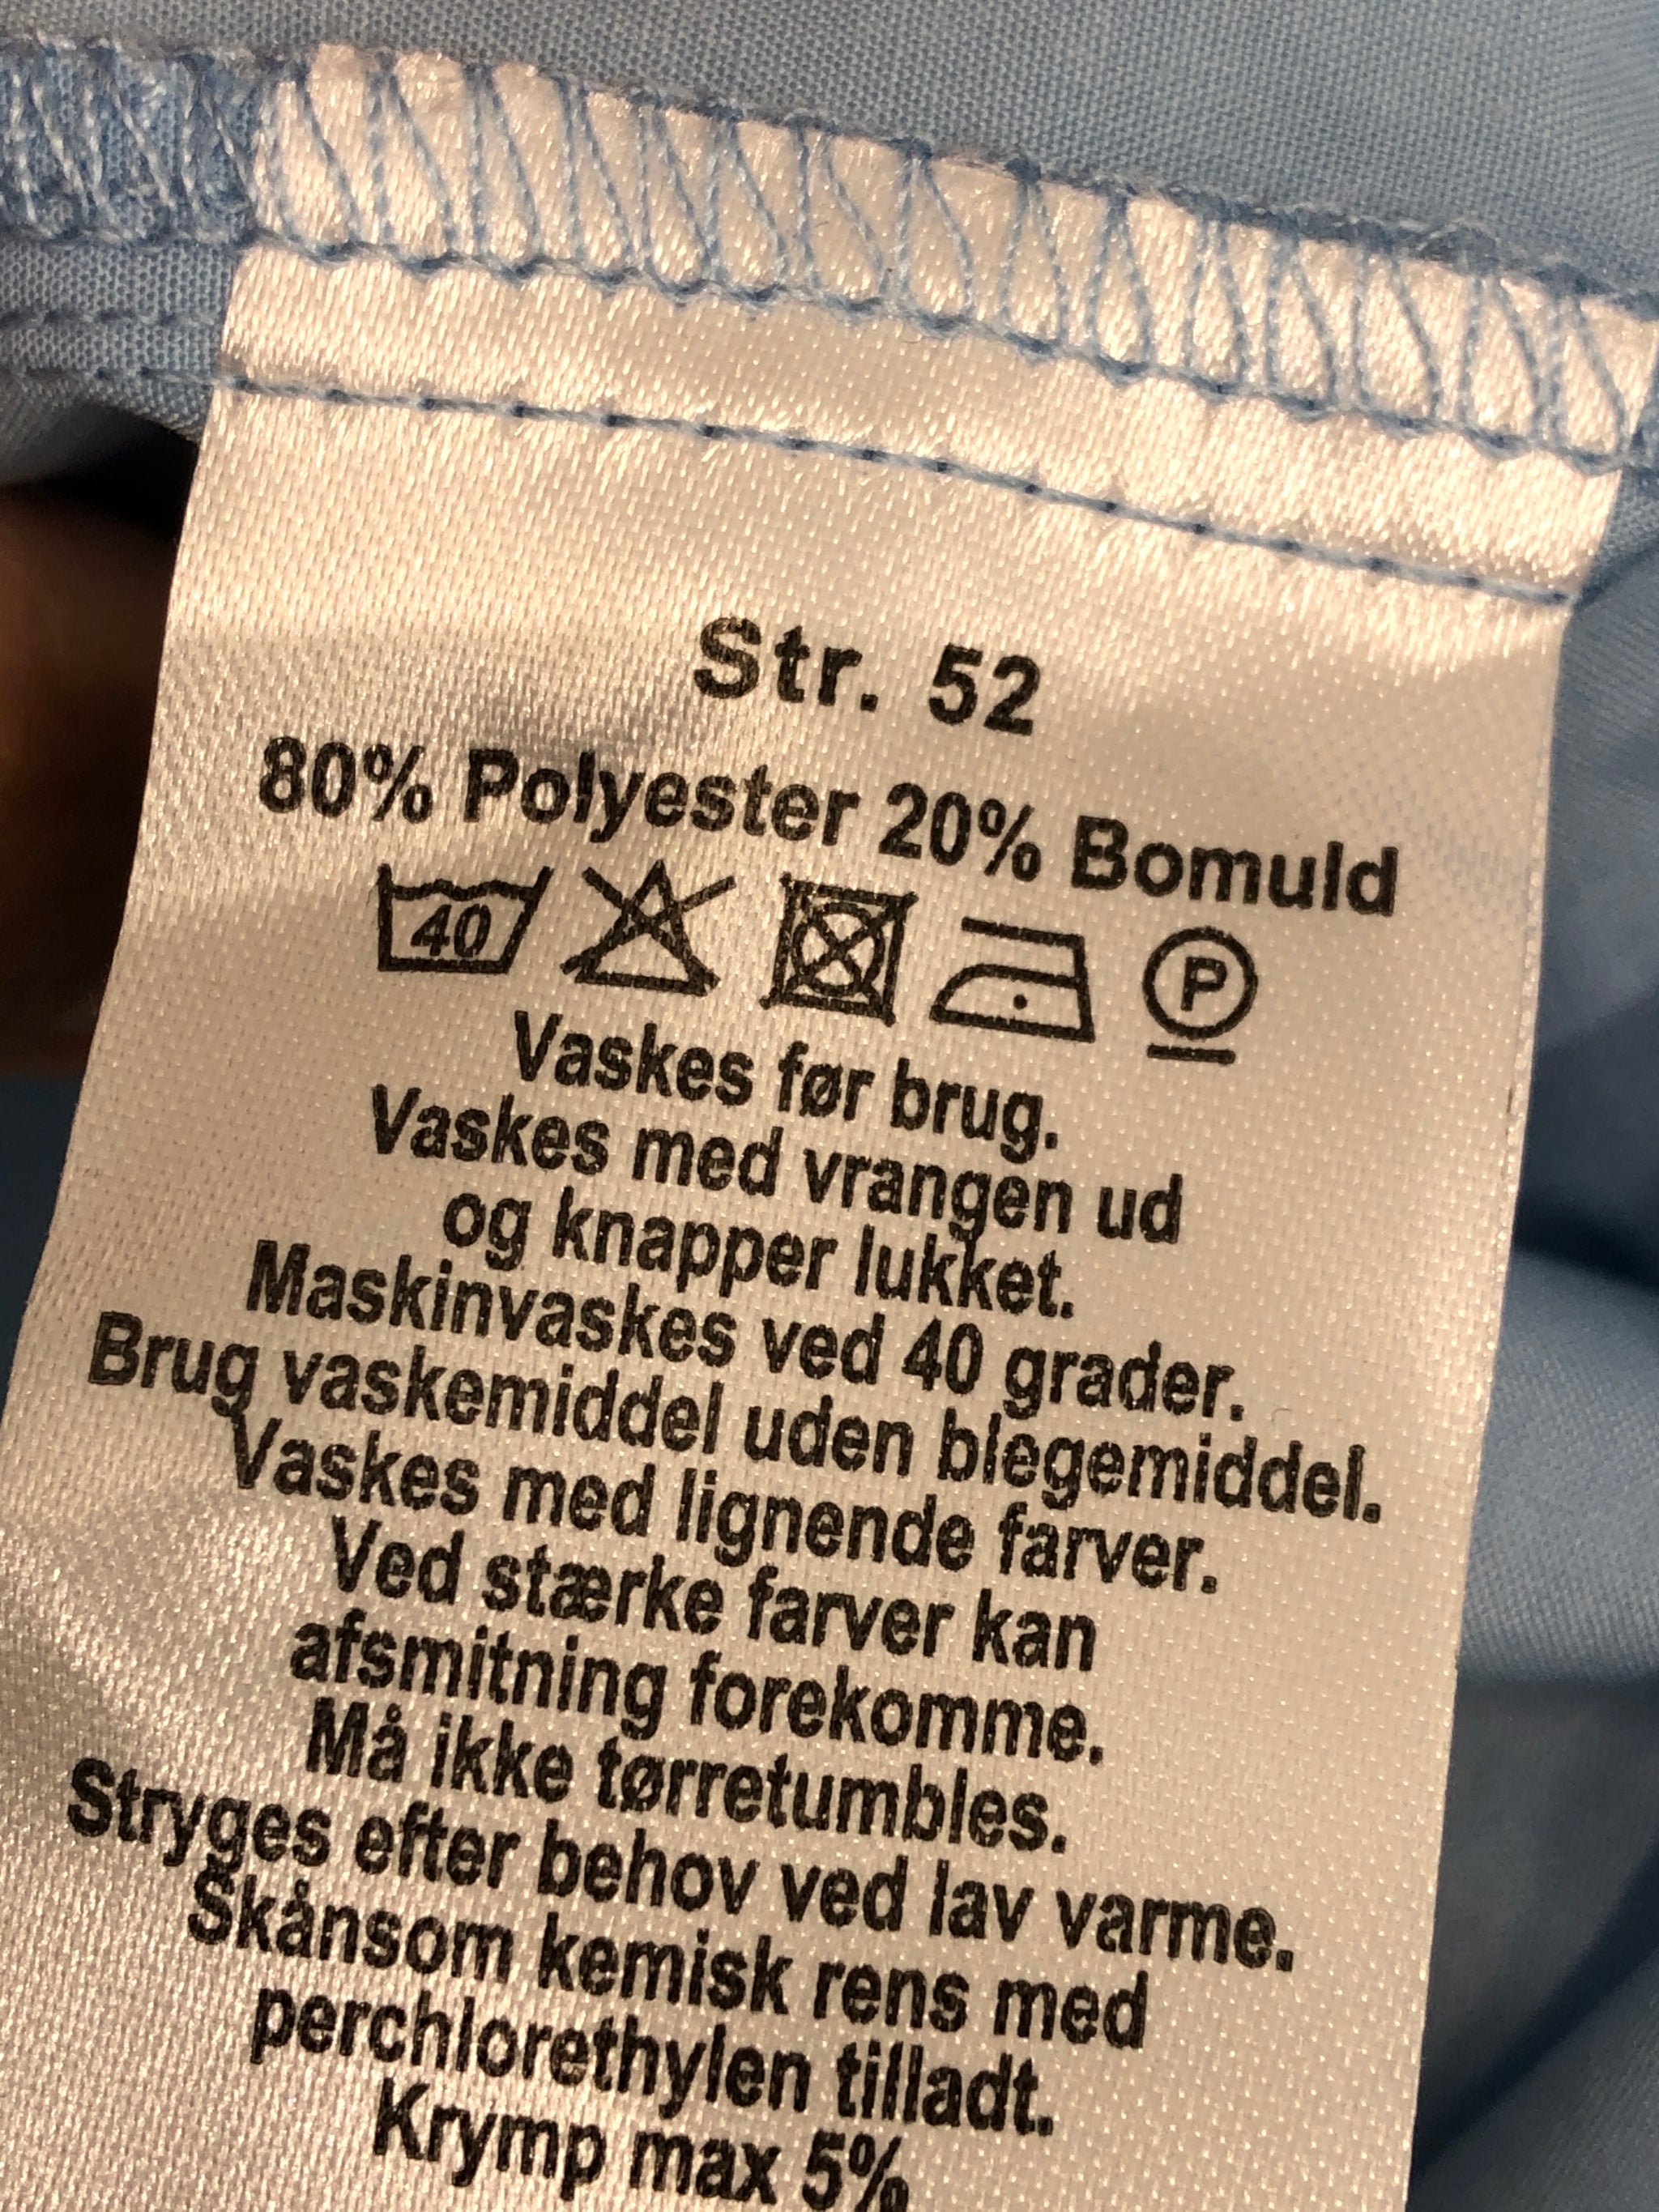 Str. 52
80% Polyester 20% Bomuld
40 P
Vaskes før brug.
Vaskes med vrangen ud
og knapper lukket.
Maskinvaskes ved 40 grader.
Brug vaskemiddel uden blegemiddel.
Vaskes med lignende farver.
Ved stærke farver kan
afsmitning forekomme.
Må ikke tørretumbles.
Stryges efter behov ved lav varme.
Skånsom kemisk rens med
perchlorethylen tilladt.
Krymp max 5%